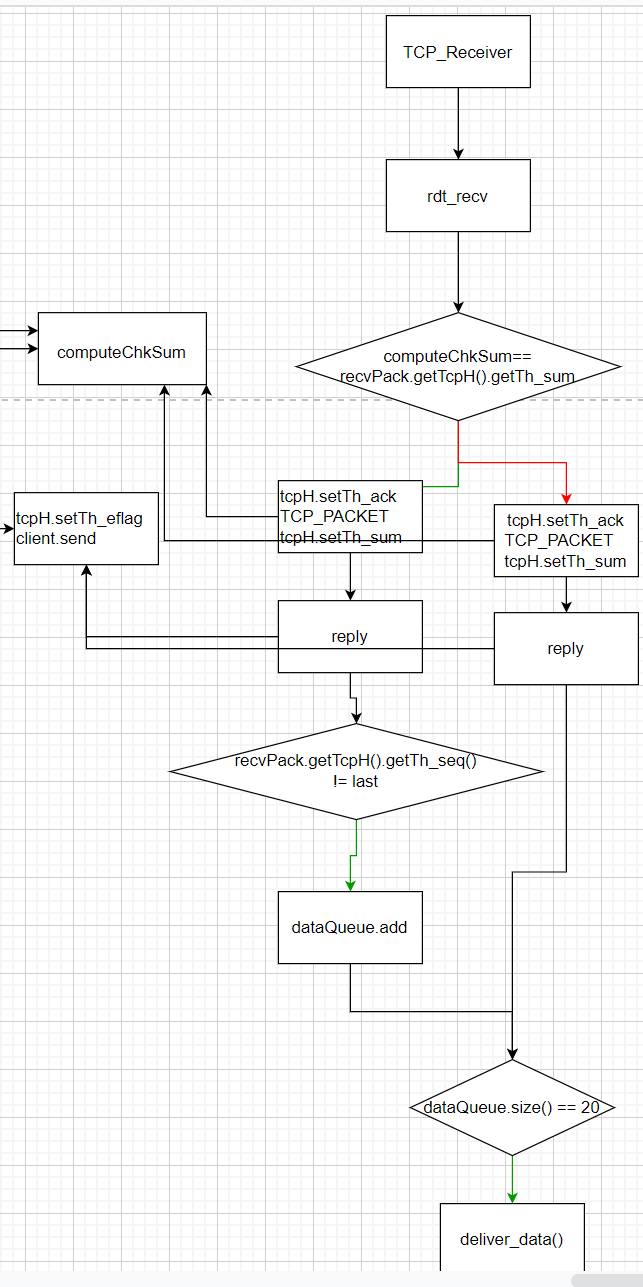 TCP_Receiver
rdt_recv
computeChkSum
computeChkSum==
recvPack.getTcpH().getTh_sum
tcpH.setTh_eflag
client.send
tcpH.setTh_ack
TCP_PACKET
tcpH.setTh_sum
tcpH.setTh_ack
TCP_PACKET
tcpH.setTh_sum
reply
reply
recvPack.getTcpH().getTh_seq()
!= last
dataQueue.add
dataQueue.size() == 20
deliver_data()